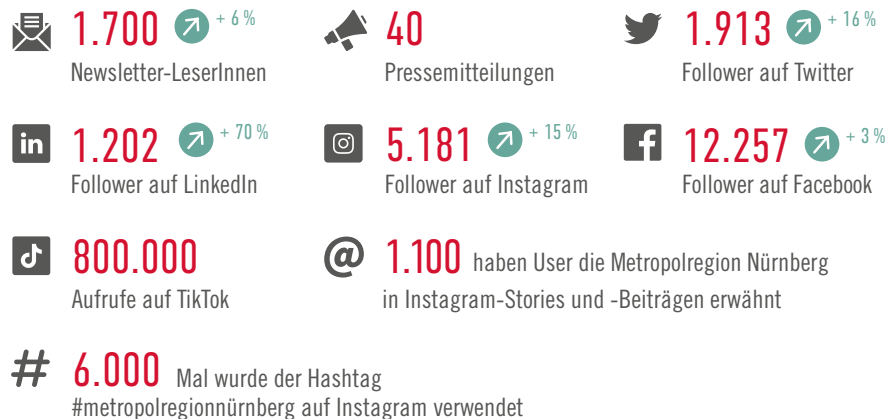 1.700 + 6 %
Newsletter-LeserInnen
40
Pressemitteilungen
1.913 + 16 %
Follower auf Twitter
in 1.202 + 70 %
Follower auf LinkedIn
5.181 + 15 %
Follower auf Instagram
f 12.257 + 3 %
Follower auf Facebook
800.000
Aufrufe auf TikTok
@ 1.100 haben User die Metropolregion Nürnberg
in Instagram-Stories und -Beiträgen erwähnt
# 6.000 Mal wurde der Hashtag
#metropolregionnürnberg auf Instagram verwendet